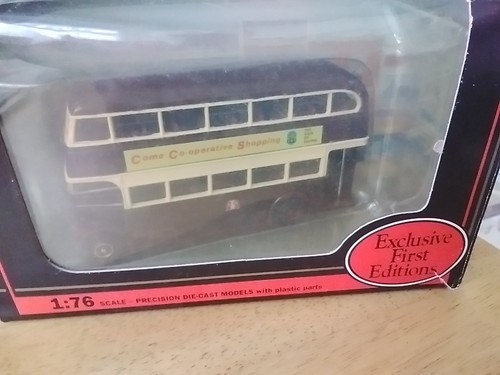 Come Co-operative Shopping
Exclusive
First
Editions
1:76 SCALE - PRECISION DIE-CAST MODELS with plastic parts